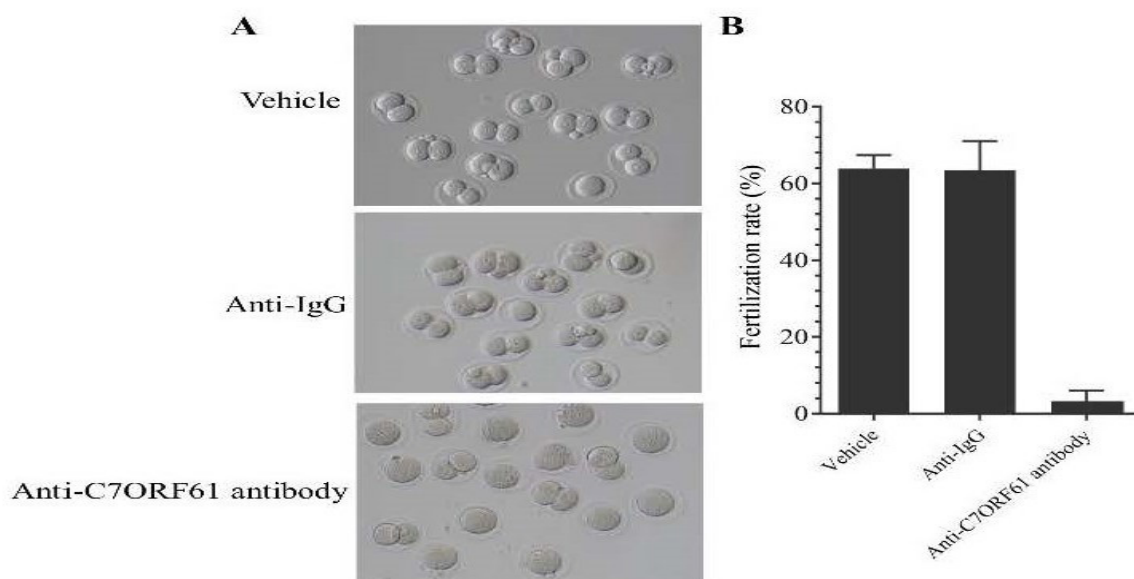 A
Vehicle
Anti-IgG
Anti-C7ORF61 antibody
B
Fertilization rate (%)
80
60
40
20
0
Vehicle
Anti-IgG
Anti-C7ORF61 antibody